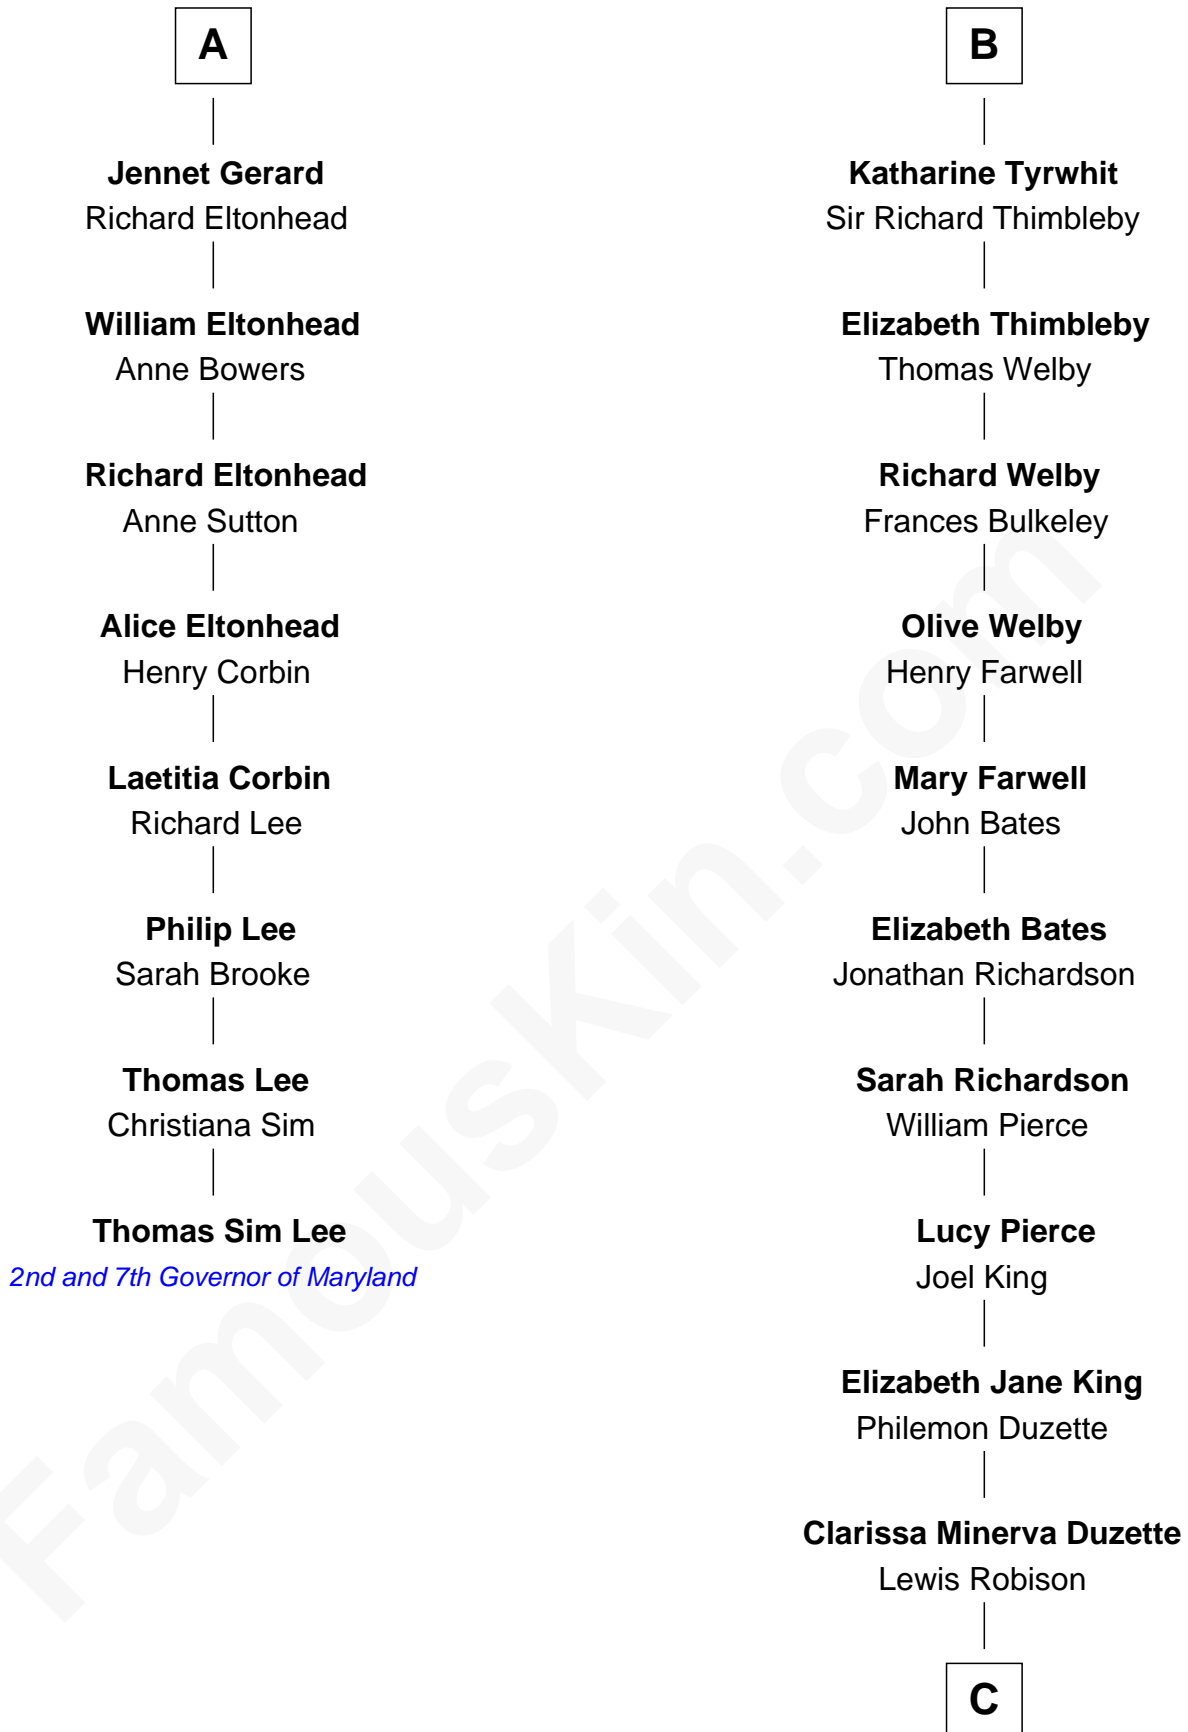 A
Jennet Gerard
Richard Eltonhead
William Eltonhead
Anne Bowers
Richard Eltonhead
Anne Sutton
Alice Eltonhead
Henry Corbin
Laetitia Corbin
Richard Lee
Philip Lee
Sarah Brooke
Thomas Lee
Christiana Sim
Thomas Sim Lee
2nd and 7th Governor of Maryland
B
Katharine Tyrwhit
Sir Richard Thimbleby
Elizabeth Thimbleby
Thomas Welby
Richard Welby
Frances Bulkeley
Olive Welby
Henry Farwell
Mary Farwell
John Bates
Elizabeth Bates
Jonathan Richardson
Sarah Richardson
William Pierce
Lucy Pierce
Joel King
Elizabeth Jane King
Philemon Duzette
Clarissa Minerva Duzette
Lewis Robison
C
FamousKin.com